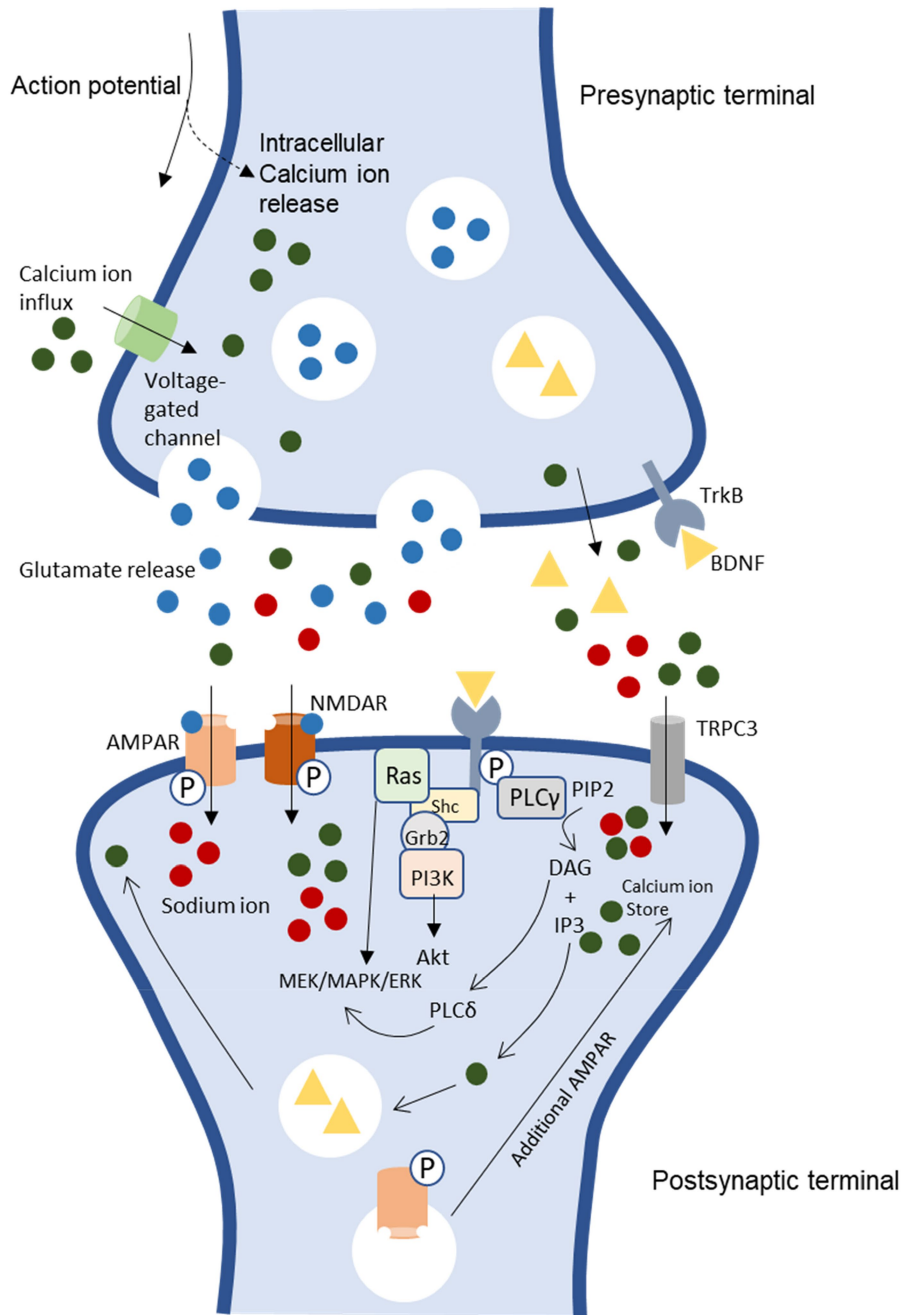 Action potential
Presynaptic terminal
Intracellular
Calcium ion
release
Calcium ion
influx
Voltage-
gated
channel
TrkB
BDNF
Glutamate release
NMDAR
AMPAR
TRPC3
P
P
P
Ras
Shc
PLCγ
PIP2
Grb2
PI3K
DAG
+
IP3
Calcium ion
Store
Sodium ion
Akt
MEK/MAPK/ERK
PLCδ
Additional AMPAR
P
Postsynaptic terminal